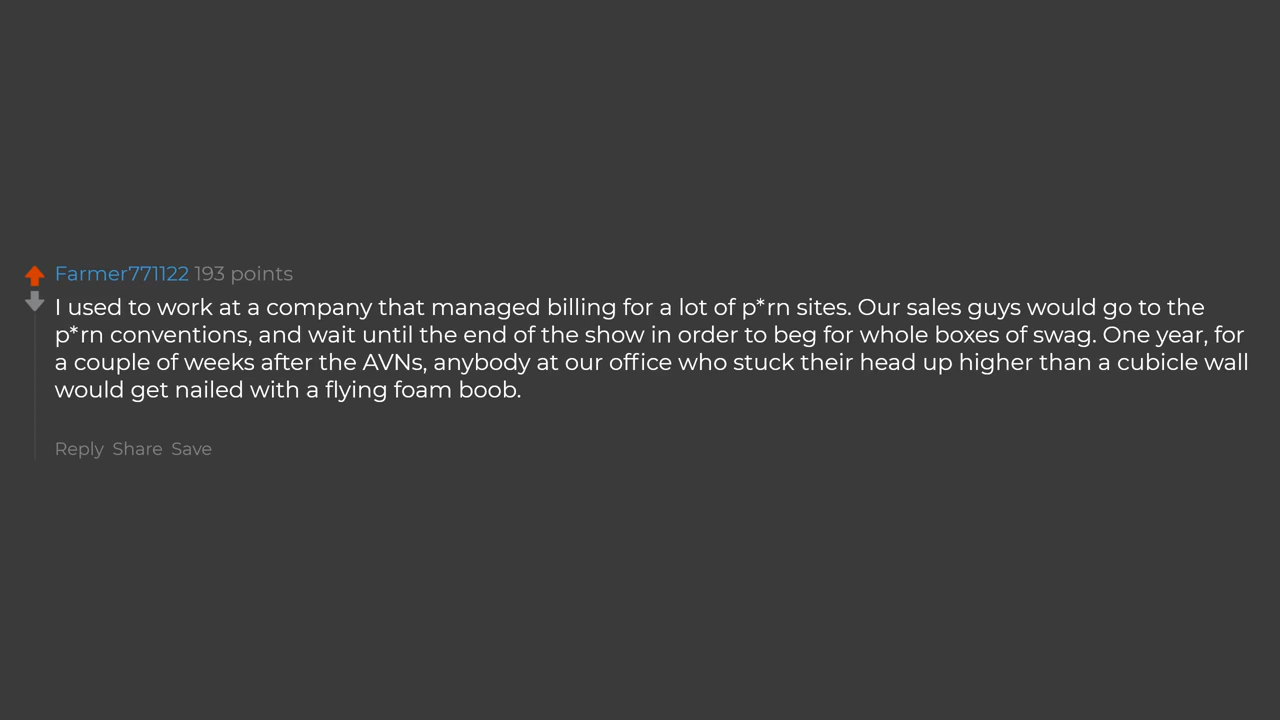 Farmer771122 193 points
I used to work at a company that managed billing for a lot of p*rn sites. Our sales guys would go to the
p*rn conventions, and wait until the end of the show in order to beg for whole boxes of swag. One year, for
a couple of weeks after the AVNs, anybody at our office who stuck their head up higher than a cubicle wall
would get nailed with a flying foam boob.
Reply Share Save